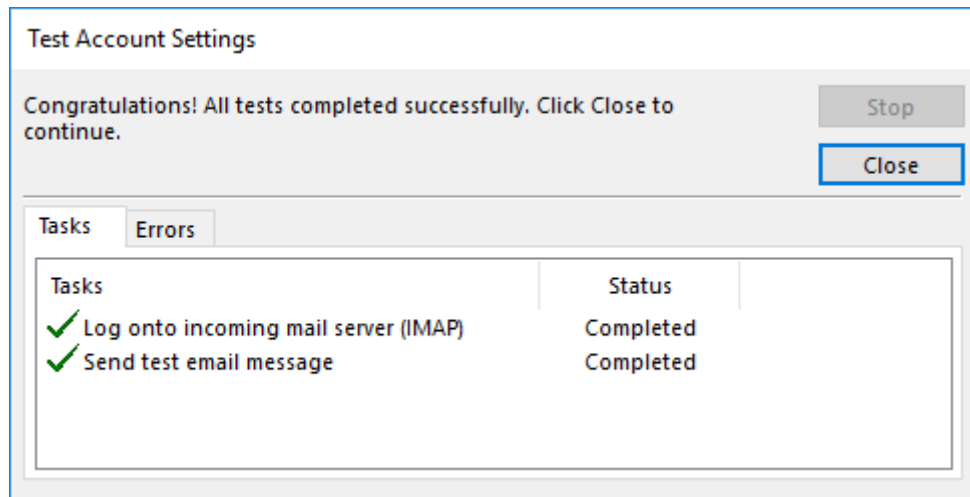 Test Account Settings
Congratulations! All tests completed successfully. Click Close to
continue.
Stop
Close
Tasks
Errors
Tasks Status
Log onto incoming mail server (IMAP) Completed
Send test email message Completed